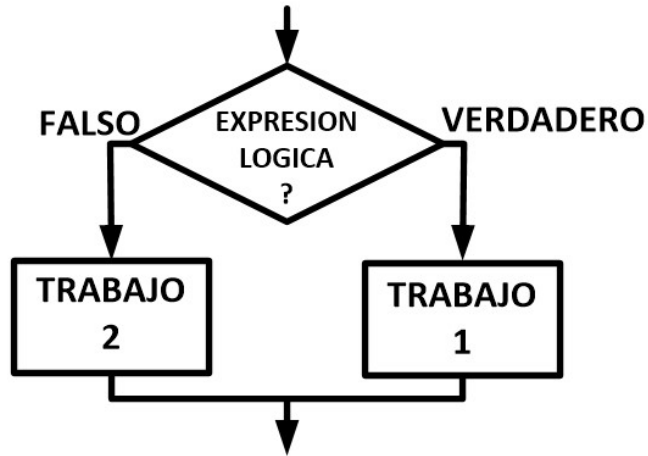 FALSO
EXPRESION
LOGICA
?
VERDADERO
TRABAJO
2
TRABAJO
1